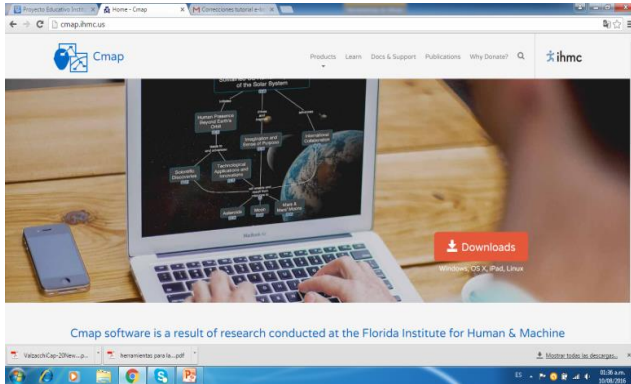 Proyecto Educativo Instit
Home - Cmap
Correcciones tutorial e-lea
cmap.ihmc.us
Cmap
Products
Learn
Docs & Support
Publications
Why Donate?
ihmc
of the Solar System
Human Presence
Beyond Earth's
Orbit
Imagination and
Sense of Purpose
International
Collaboration
Scientific
Discoveries
Technological
Applications and
Innovations
Asteroids
Moon
MacBook Air
Downloads
Windows, OS X, iPad, Linux
Cmap software is a result of research conducted at the Florida Institute for Human & Machine
herramientas para la....pdf
Mostrar todas las descargas...
ES
01:36 a.m.
10/08/2016